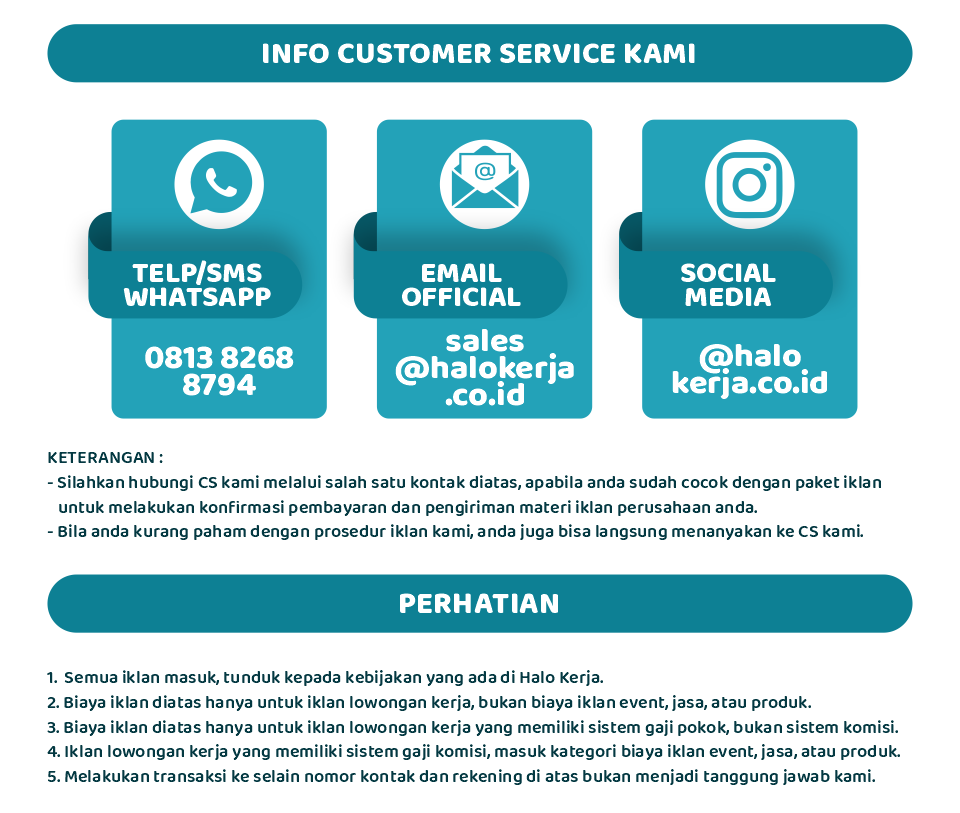 INFO CUSTOMER SERVICE KAMI
@
TELP/SMS
WHATSAPP
0813 8268
8794
EMAIL
OFFICIAL
sales
@halokerja
.co.id
SOCIAL
MEDIA
@halo
kerja.co.id
KETERANGAN :
- Silahkan hubungi CS kami melalui salah satu kontak diatas, apabila anda sudah cocok dengan paket iklan
untuk melakukan konfirmasi pembayaran dan pengiriman materi iklan perusahaan anda.
- Bila anda kurang paham dengan prosedur iklan kami, anda juga bisa langsung menanyakan ke CS kami.
PERHATIAN
1. Semua iklan masuk, tunduk kepada kebijakan yang ada di Halo Kerja.
2. Biaya iklan diatas hanya untuk iklan lowongan kerja, bukan biaya iklan event, jasa, atau produk.
3. Biaya iklan diatas hanya untuk iklan lowongan kerja yang memiliki sistem gaji pokok, bukan sistem komisi.
4. Iklan lowongan kerja yang memiliki sistem gaji komisi, masuk kategori biaya iklan event, jasa, atau produk.
5. Melakukan transaksi ke selain nomor kontak dan rekening di atas bukan menjadi tanggung jawab kami.